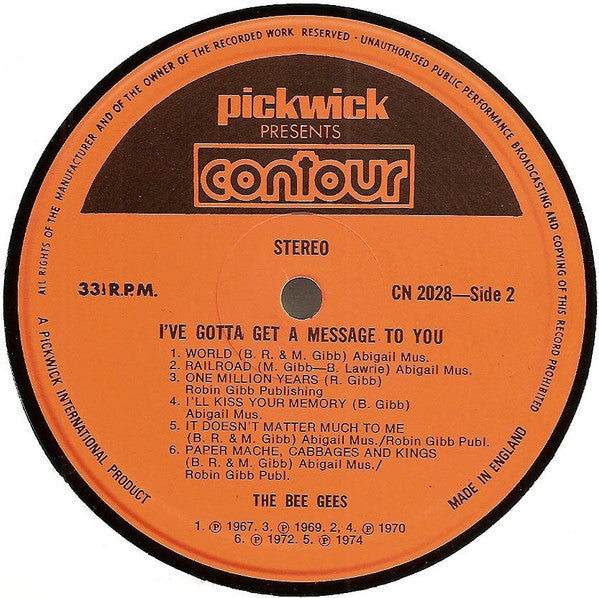 ALL RIGHTS OF THE MANUFACTURER AND OF THE OWNER OF THE RECORDED WORK RESERVED - UNAUTHORISED PUBLIC PERFORMANCE BROADCASTING AND COPYING OF THIS RECORD PROHIBITED
pickwick
PRESENTS
contour
STEREO
33⅓ R.P.M.
CN 2028—Side 2
I'VE GOTTA GET A MESSAGE TO YOU
1. WORLD (B. R. & M. Gibb) Abigail Mus.
2. RAILROAD (M. Gibb—B. Lawrie) Abigail Mus.
3. ONE MILLION YEARS (R. Gibb)
Robin Gibb Publishing
4. I'LL KISS YOUR MEMORY (B. Gibb)
Abigail Mus.
5. IT DOESN'T MATTER MUCH TO ME
(B. R. & M. Gibb) Abigail Mus./Robin Gibb Publ.
6. PAPER MACHE, CABBAGES AND KINGS
(B. R. & M. Gibb) Abigail Mus./
Robin Gibb Publ.
THE BEE GEES
1. ℗ 1967. 3. ℗ 1969. 2, 4. ℗ 1970
6. ℗ 1972. 5. ℗ 1974
A PICKWICK INTERNATIONAL PRODUCT
MADE IN ENGLAND